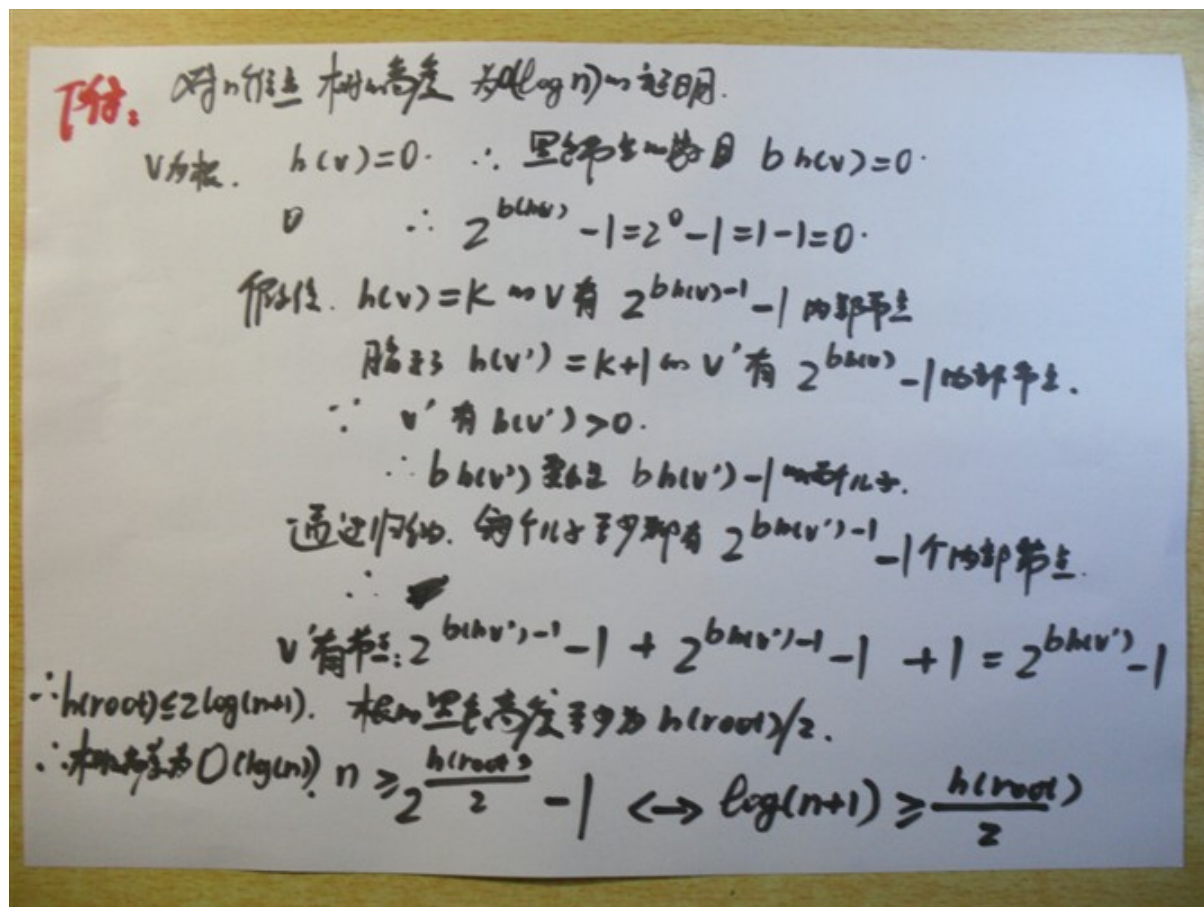 下附: 对n个结点 树的高度 为O(log n)的证明.
V为根. h(v)=0. ∴ 黑色节点的数目 bh(v)=0.
0 ∴ 2^{bh(v)} -1=2^0-1=1-1=0.
假设. h(v)=k的v有 2^{bh(v)-1}-1 内部节点
h(v')=k+1的v'有 2^{bh(v)}-1内部节点.
∵ v'有h(v')>0.
∴ bh(v') bh(v')-1 两个儿子.
通过归纳. 每个儿子至少都有 2^{bh(v')-1}-1个内部节点.
∴
v'有节点: 2^{bh(v')-1}-1 + 2^{bh(v')-1}-1 +1 = 2^{bh(v')}-1
∴h(root)≤2log(n+1). 根的黑色高度至少为h(root)/2.
∴树的高度为O(log(n)). n ≥ 2^{h(root)/2} -1 <-> log(n+1) ≥ h(root)/2